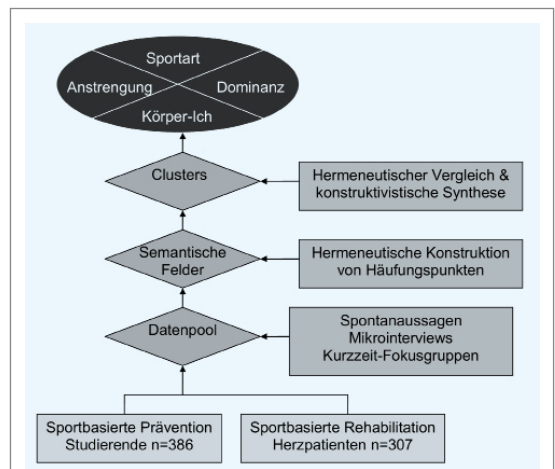 Sportart
Anstrengung
Dominanz
Körper-Ich
Clusters
Hermeneutischer Vergleich &
konstruktivistische Synthese
Semantische
Felder
Hermeneutische Konstruktion
von Häufungspunkten
Datenpool
Spontanaussagen
Mikrointerviews
Kurzzeit-Fokusgruppen
Sportbasierte Prävention
Studierende n=386
Sportbasierte Rehabilitation
Herzpatienten n=307